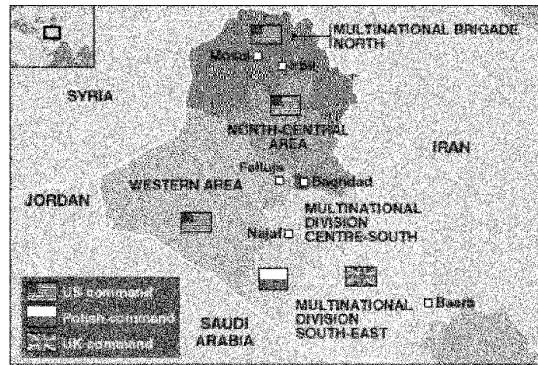 MULTINATIONAL BRIGADE
NORTH
Mosul
Irbil
SYRIA
NORTH-CENTRAL
AREA
IRAN
Falluja
WESTERN AREA
Baghdad
JORDAN
MULTINATIONAL
DIVISION
CENTRE-SOUTH
Najaf
US command
Polish command
UK command
SAUDI
ARABIA
MULTINATIONAL
DIVISION
SOUTH-EAST
Basra